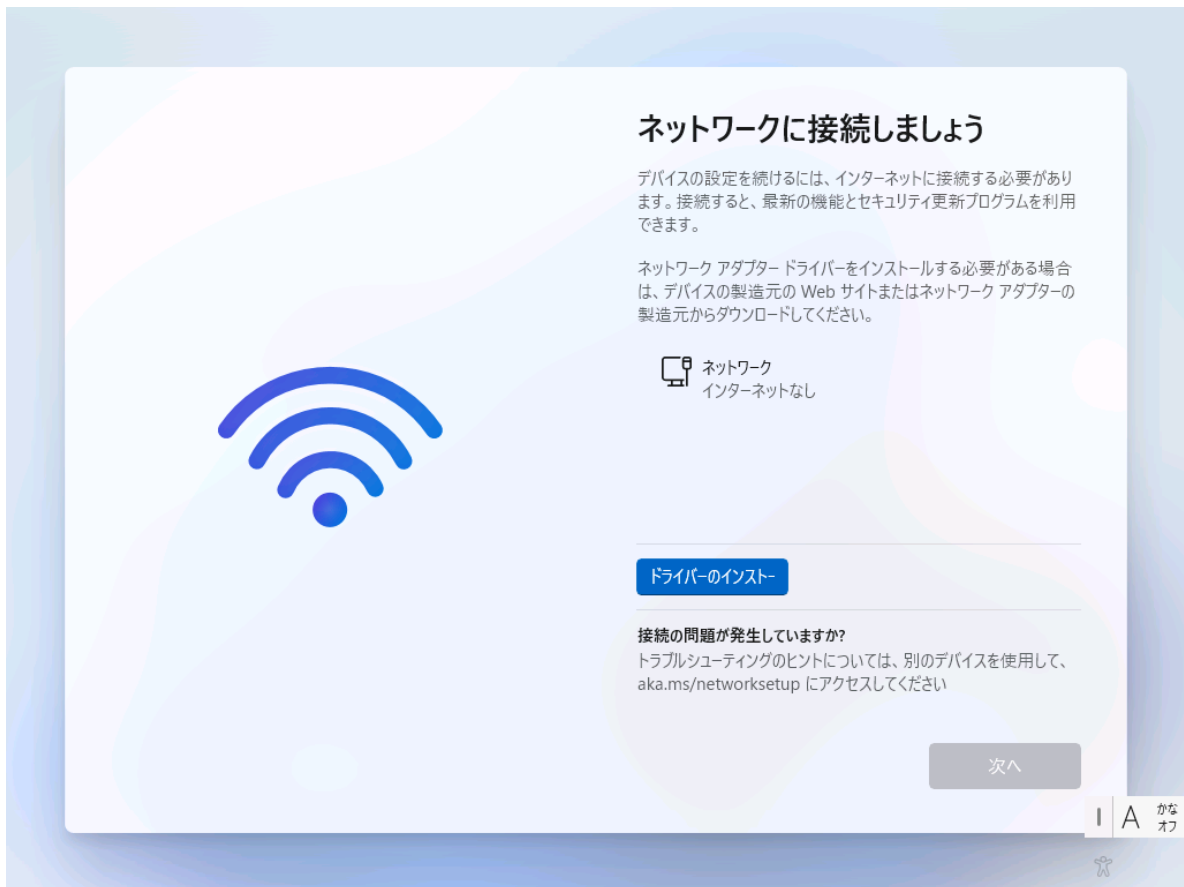 ネットワークに接続しましょう
デバイスの設定を続けるには、インターネットに接続する必要があり
ます。接続すると、最新の機能とセキュリティ更新プログラムを利用
できます。
ネットワーク アダプター ドライバーをインストールする必要がある場合
は、デバイスの製造元の Web サイトまたはネットワーク アダプターの
製造元からダウンロードしてください。
ネットワーク
インターネットなし
ドライバーのインストー
接続の問題が発生していますか?
トラブルシューティングのヒントについては、別のデバイスを使用して、
aka.ms/networksetup にアクセスしてください
次へ
A かな
オフ